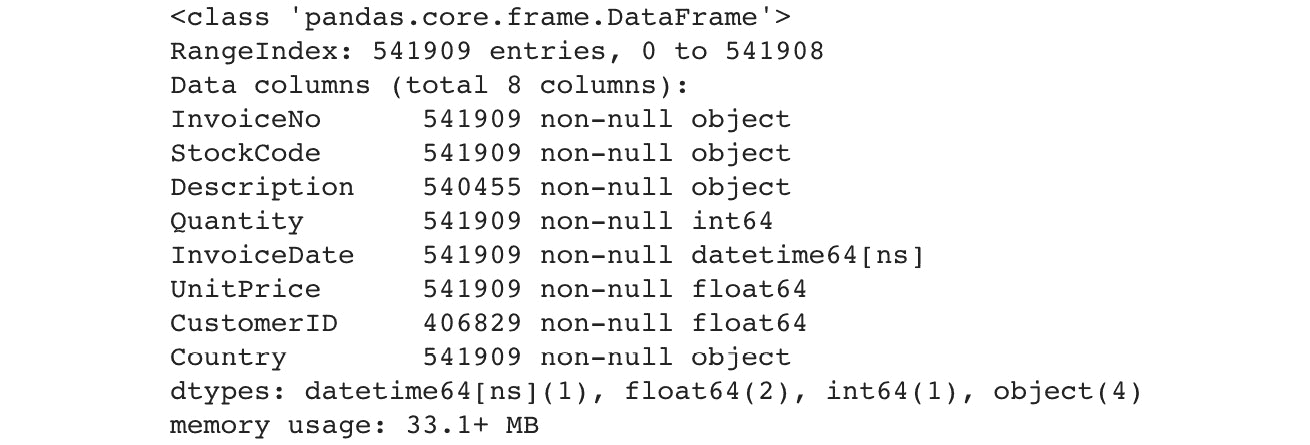 <class 'pandas.core.frame.DataFrame'>
RangeIndex: 541909 entries, 0 to 541908
Data columns (total 8 columns):
InvoiceNo      541909 non-null object
StockCode      541909 non-null object
Description    540455 non-null object
Quantity       541909 non-null int64
InvoiceDate    541909 non-null datetime64[ns]
UnitPrice      541909 non-null float64
CustomerID     406829 non-null float64
Country        541909 non-null object
dtypes: datetime64[ns](1), float64(2), int64(1), object(4)
memory usage: 33.1+ MB